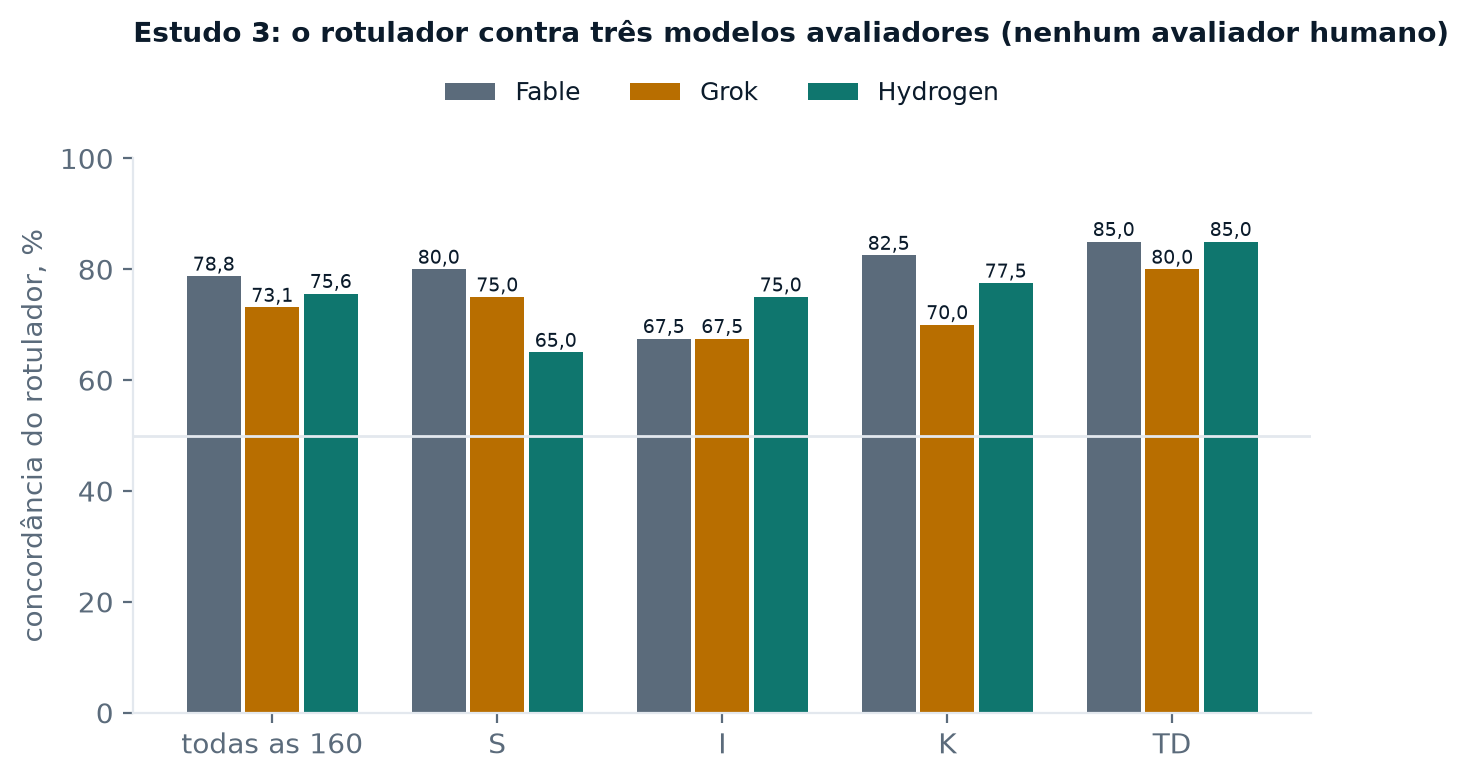 Estudo 3: o rotulador contra três modelos avaliadores (nenhum avaliador humano)
Fable Grok Hydrogen
concordância do rotulador, %
100
80
60
40
20
0
78,8 73,1 75,6
80,0 75,0 65,0
67,5 67,5 75,0
82,5 70,0 77,5
85,0 80,0 85,0
todas as 160 S I K TD